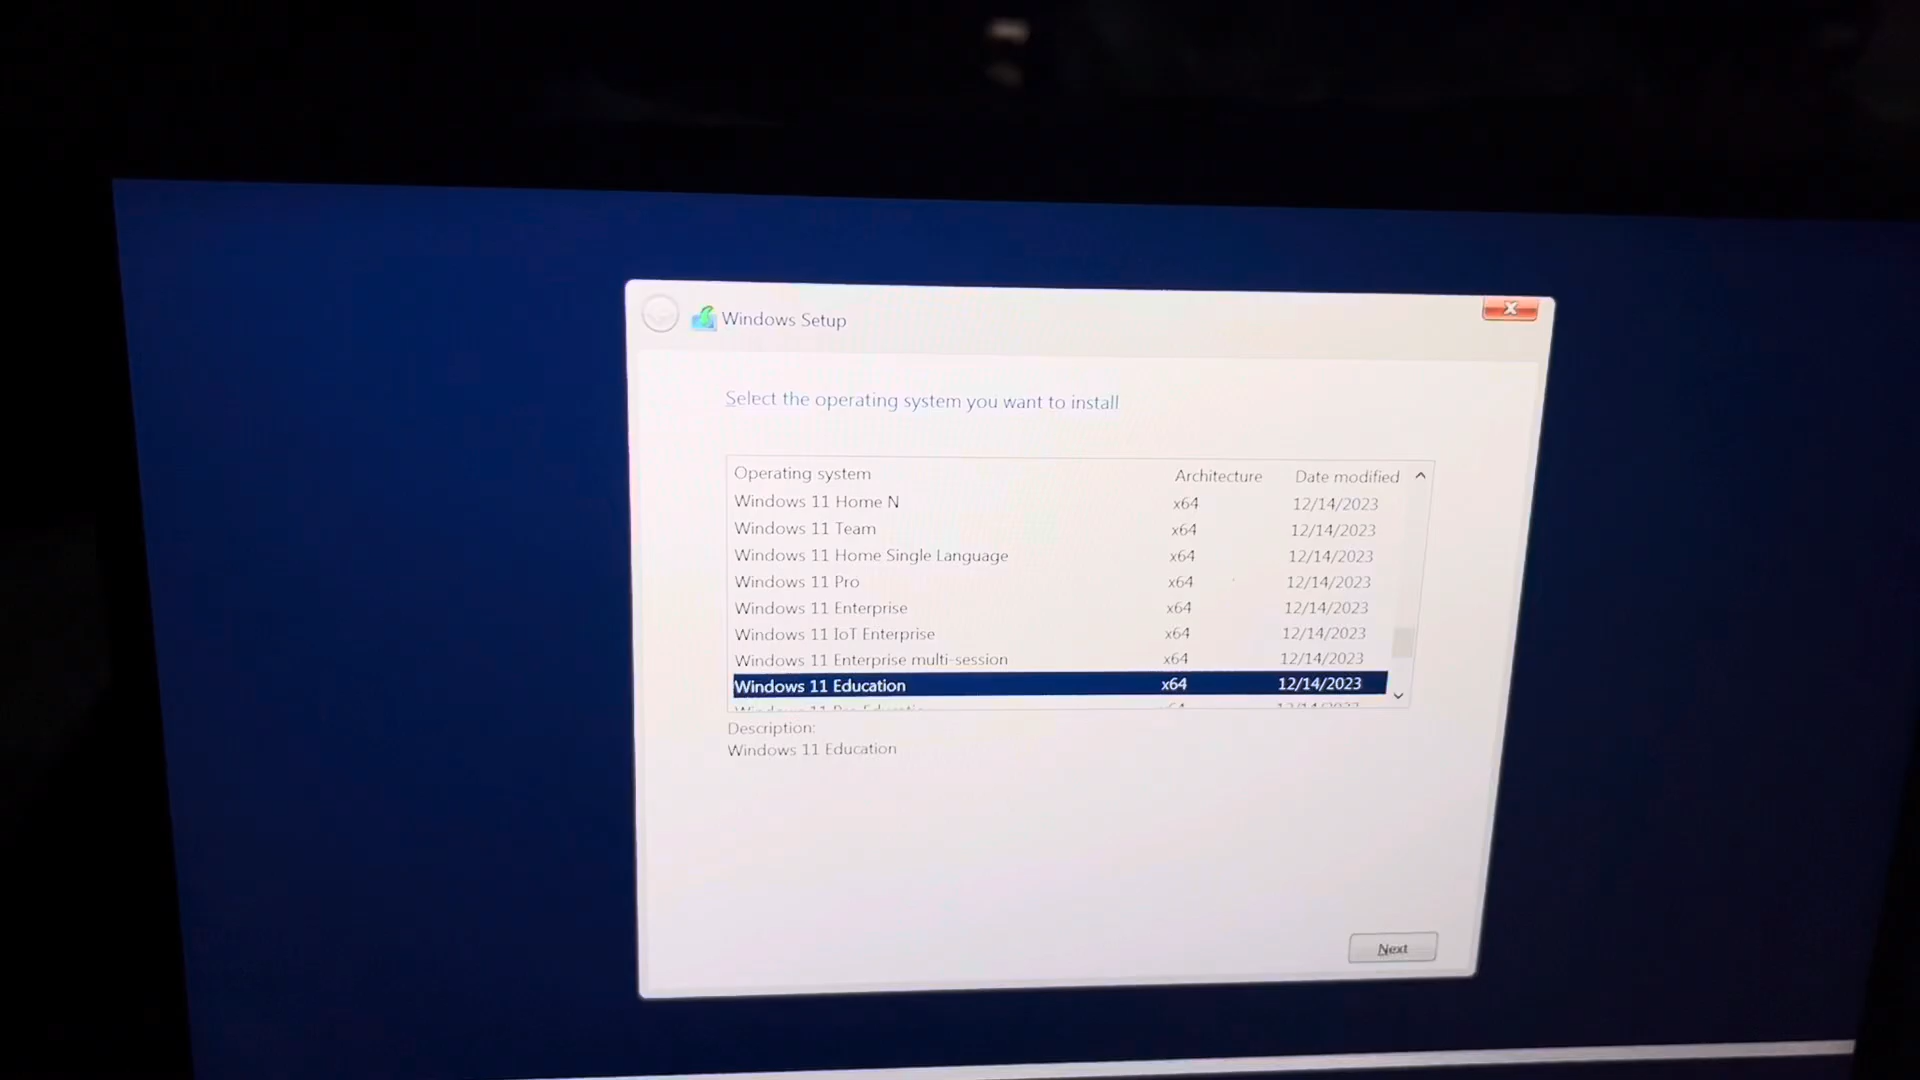 Windows Setup
Select the operating system you want to install
Operating system Architecture Date modified
Windows 11 Home N x64 12/14/2023
Windows 11 Team x64 12/14/2023
Windows 11 Home Single Language x64 12/14/2023
Windows 11 Pro x64 12/14/2023
Windows 11 Enterprise x64 12/14/2023
Windows 11 IoT Enterprise x64 12/14/2023
Windows 11 Enterprise multi-session x64 12/14/2023
Windows 11 Education x64 12/14/2023
Description:
Windows 11 Education
Next